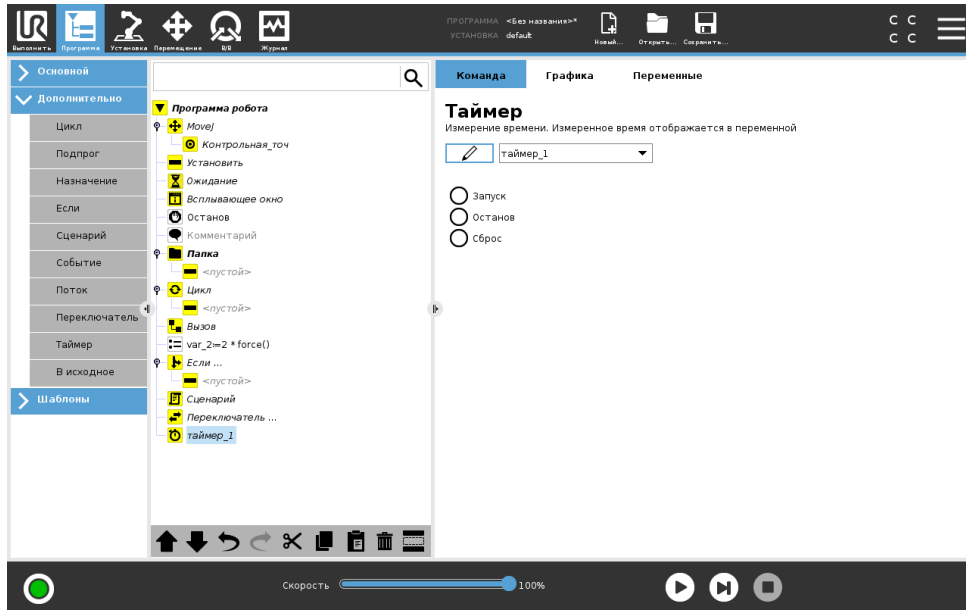 ПРОГРАММА <Без названия>*
УСТАНОВКА default
Выполнить Программа Установка Перемещение В/В Журнал
Новый... Открыть... Сохранить...
C C
C C
Основной
Дополнительно
Цикл
Подпрог
Назначение
Если
Сценарий
Событие
Поток
Переключатель
Таймер
В исходное
Шаблоны
Программа робота
MoveJ
Контрольная_точ
Установить
Ожидание
Всплывающее окно
Останов
Комментарий
Папка
<пустой>
Цикл
<пустой>
Вызов
var_2≔2 * force()
Если ...
<пустой>
Сценарий
Переключатель ...
таймер_1
Команда Графика Переменные
Таймер
Измерение времени. Измеренное время отображается в переменной
таймер_1
Запуск
Останов
Сброс
Скорость 100%